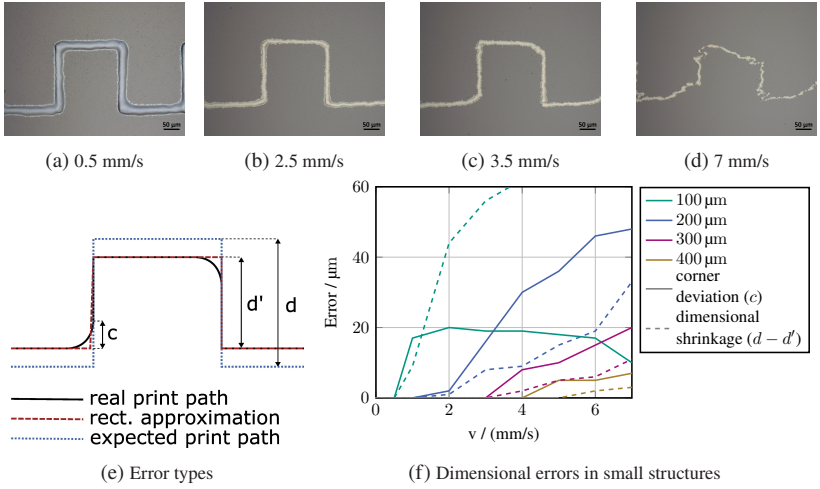 50 µm
50 µm
50 µm
50 µm
(a) 0.5 mm/s
(b) 2.5 mm/s
(c) 3.5 mm/s
(d) 7 mm/s
c
d'
d
real print path
rect. approximation
expected print path
(e) Error types
60
40
20
0
0
2
4
6
Error / µm
v / (mm/s)
100 µm
200 µm
300 µm
400 µm
corner
deviation (c)
dimensional
shrinkage (d − d′)
(f) Dimensional errors in small structures